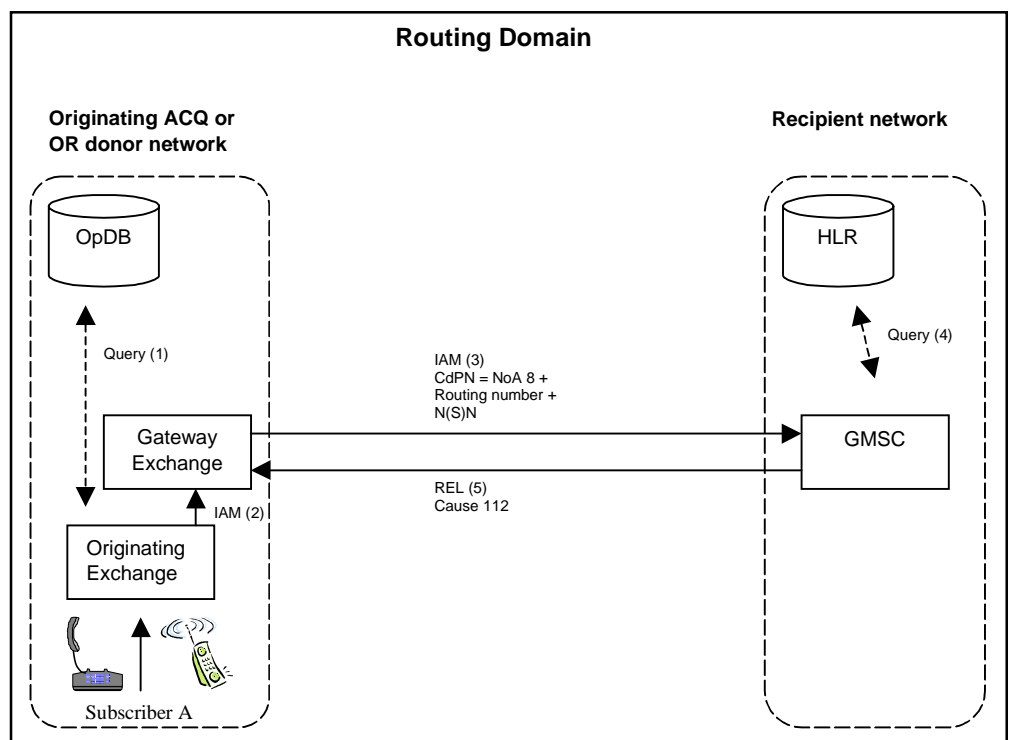 Routing Domain
Originating ACQ or
OR donor network
Recipient network
OpDB
HLR
Query (1)
Query (4)
IAM (3)
CdPN = NoA 8 +
Routing number +
N(S)N
Gateway
Exchange
GMSC
REL (5)
Cause 112
IAM (2)
Originating
Exchange
Subscriber A